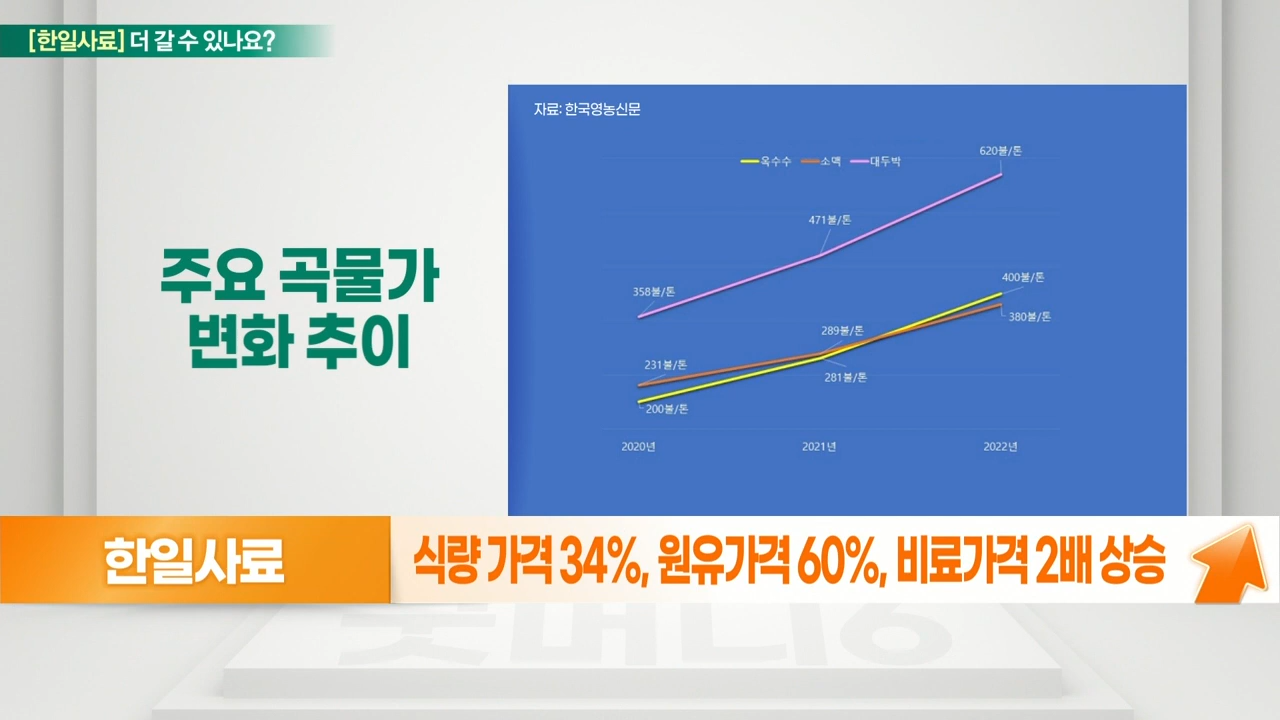 [한일사료] 더 갈 수 있나요?
주요 곡물가
변화 추이
자료: 한국영농신문
옥수수 소맥 대두박
620불/톤
471불/톤
358불/톤
400불/톤
380불/톤
289불/톤
281불/톤
231불/톤
200불/톤
2020년 2021년 2022년
한일사료
식량 가격 34%, 원유가격 60%, 비료가격 2배 상승
굿머니6